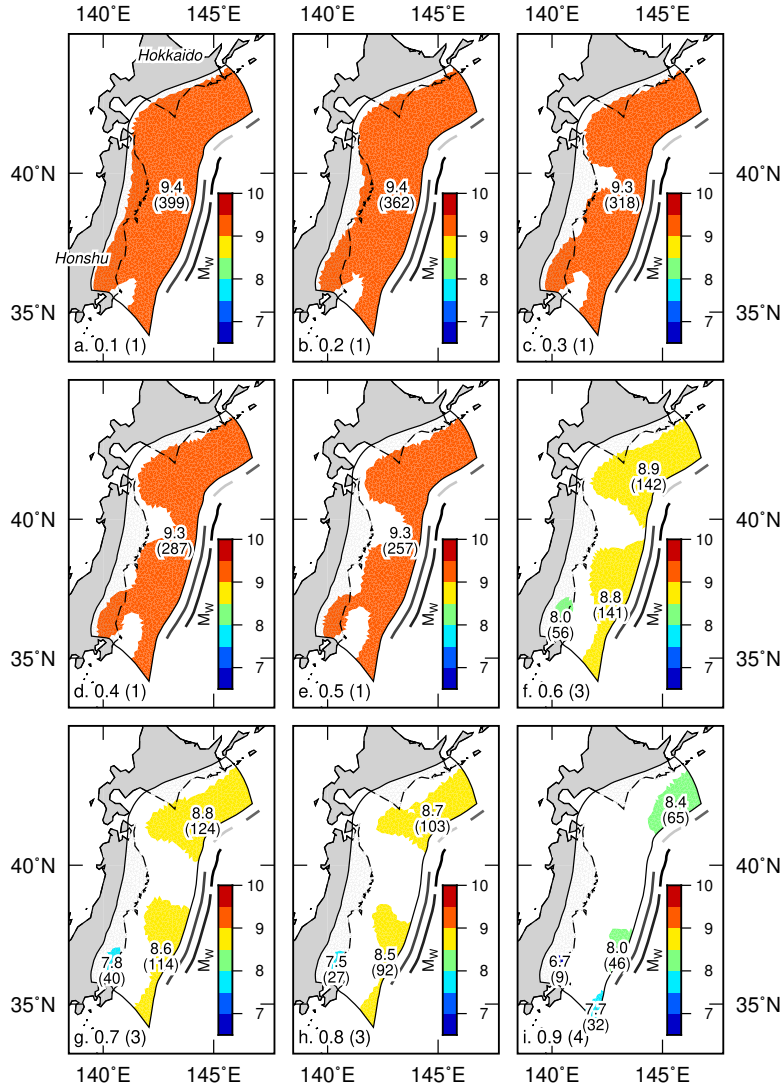 140˚E 145˚E 140˚E 145˚E 140˚E 145˚E
Hokkaido
40˚N 40˚N
9.4
(399)
Honshu
35˚N 35˚N
Mw
10
9
8
7
a. 0.1 (1)
9.4
(362)
Mw
10
9
8
7
b. 0.2 (1)
9.3
(318)
Mw
10
9
8
7
c. 0.3 (1)
40˚N 40˚N
9.3
(287)
35˚N 35˚N
Mw
10
9
8
7
d. 0.4 (1)
9.3
(257)
Mw
10
9
8
7
e. 0.5 (1)
8.9
(142)
8.8
(141)
8.0
(56)
Mw
10
9
8
7
f. 0.6 (3)
40˚N 40˚N
8.8
(124)
8.6
(114)
7.8
(40)
35˚N 35˚N
Mw
10
9
8
7
g. 0.7 (3)
8.7
(103)
8.5
(92)
7.5
(27)
Mw
10
9
8
7
h. 0.8 (3)
8.4
(65)
8.0
(46)
6.7
(9)
7.7
(32)
Mw
10
9
8
7
i. 0.9 (4)
140˚E 145˚E 140˚E 145˚E 140˚E 145˚E